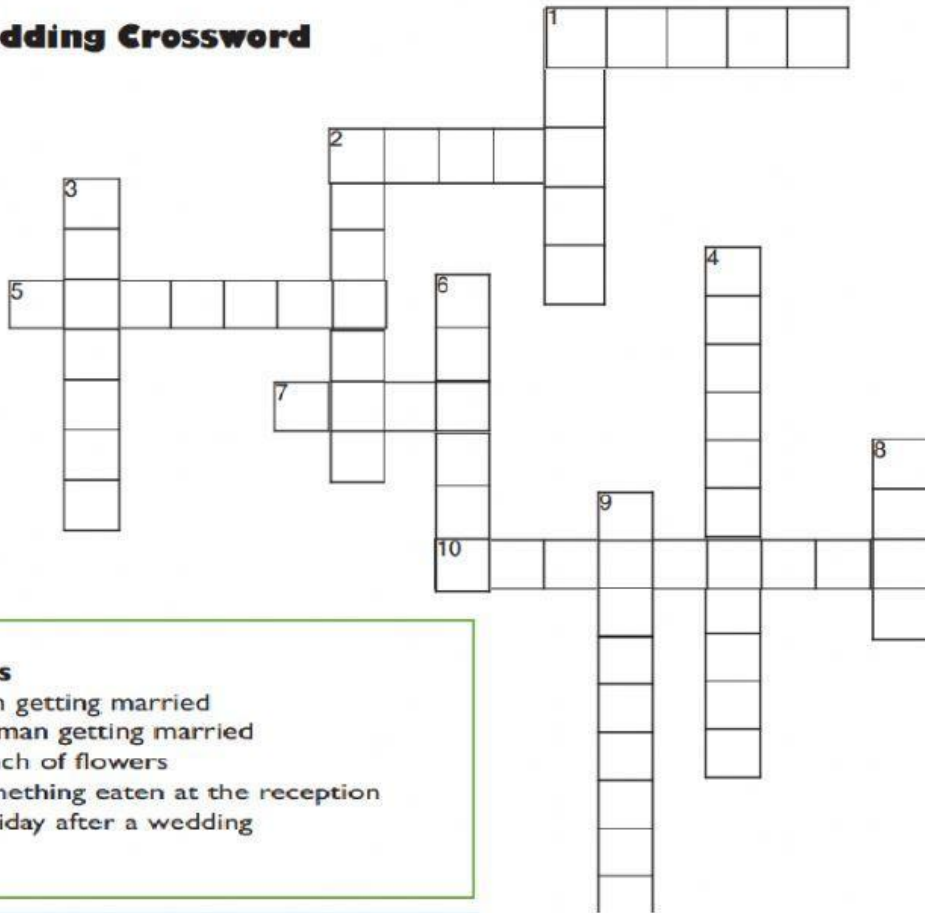 dding Crossword
1
2
3
4
5
6
7
8
9
10
s
n getting married
man getting married
ch of flowers
nething eaten at the reception
iday after a wedding